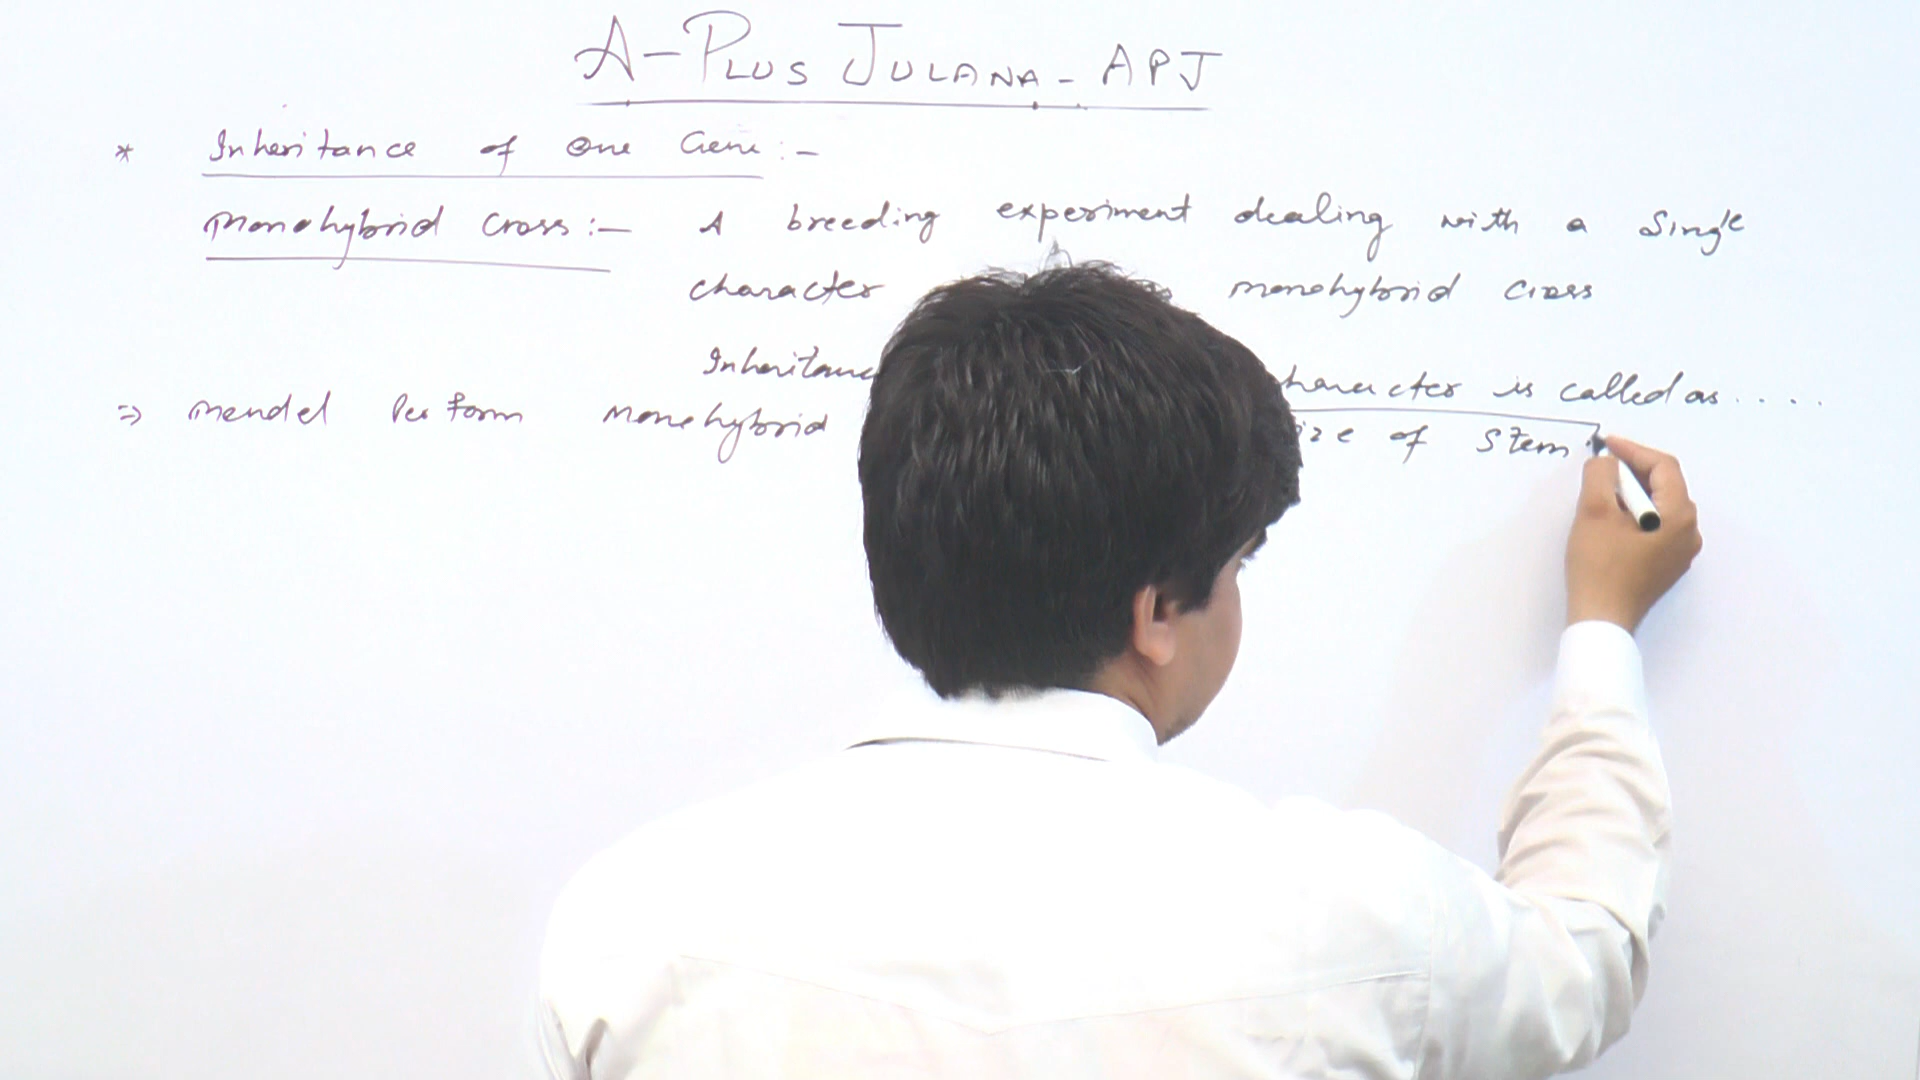 A-PLUS JULANA - APJ
* Inheritance of One Gene :-
Monohybrid Cross :- A breeding experiment dealing with a Single
character monohybrid cross
Inheritance character is called as.....
⇒ Mendel Perform Monohybrid size of Stem